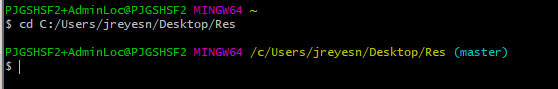 PJGSHSF2+AdminLoc@PJGSHSF2 MINGW64 ~
$ cd C:/Users/jreyesn/Desktop/Res
PJGSHSF2+AdminLoc@PJGSHSF2 MINGW64 /c/Users/jreyesn/Desktop/Res (master)
$